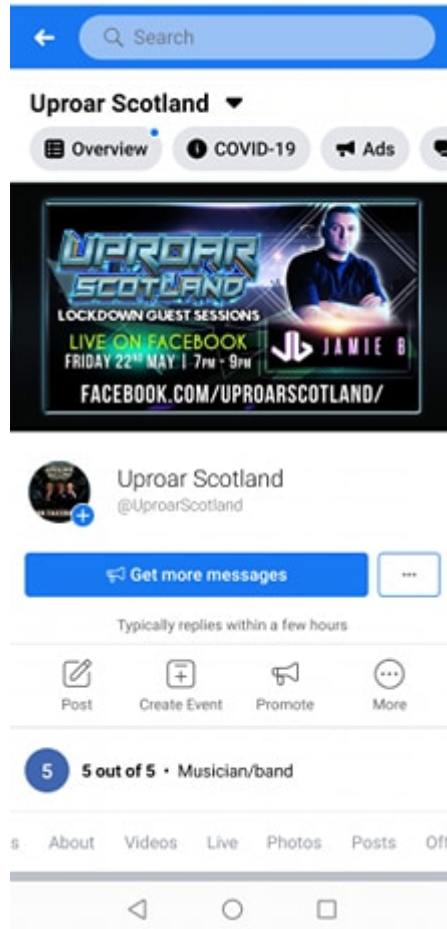 Search
Uproar Scotland
Overview COVID-19 Ads
UPROAR
SCOTLAND
LOCKDOWN GUEST SESSIONS
LIVE ON FACEBOOK
FRIDAY 22ND MAY | 7PM - 9PM
JB JAMIE B
FACEBOOK.COM/UPROARSCOTLAND/
Uproar Scotland
@UproarScotland
Get more messages
Typically replies within a few hours
Post Create Event Promote More
5 5 out of 5 · Musician/band
s About Videos Live Photos Posts Off